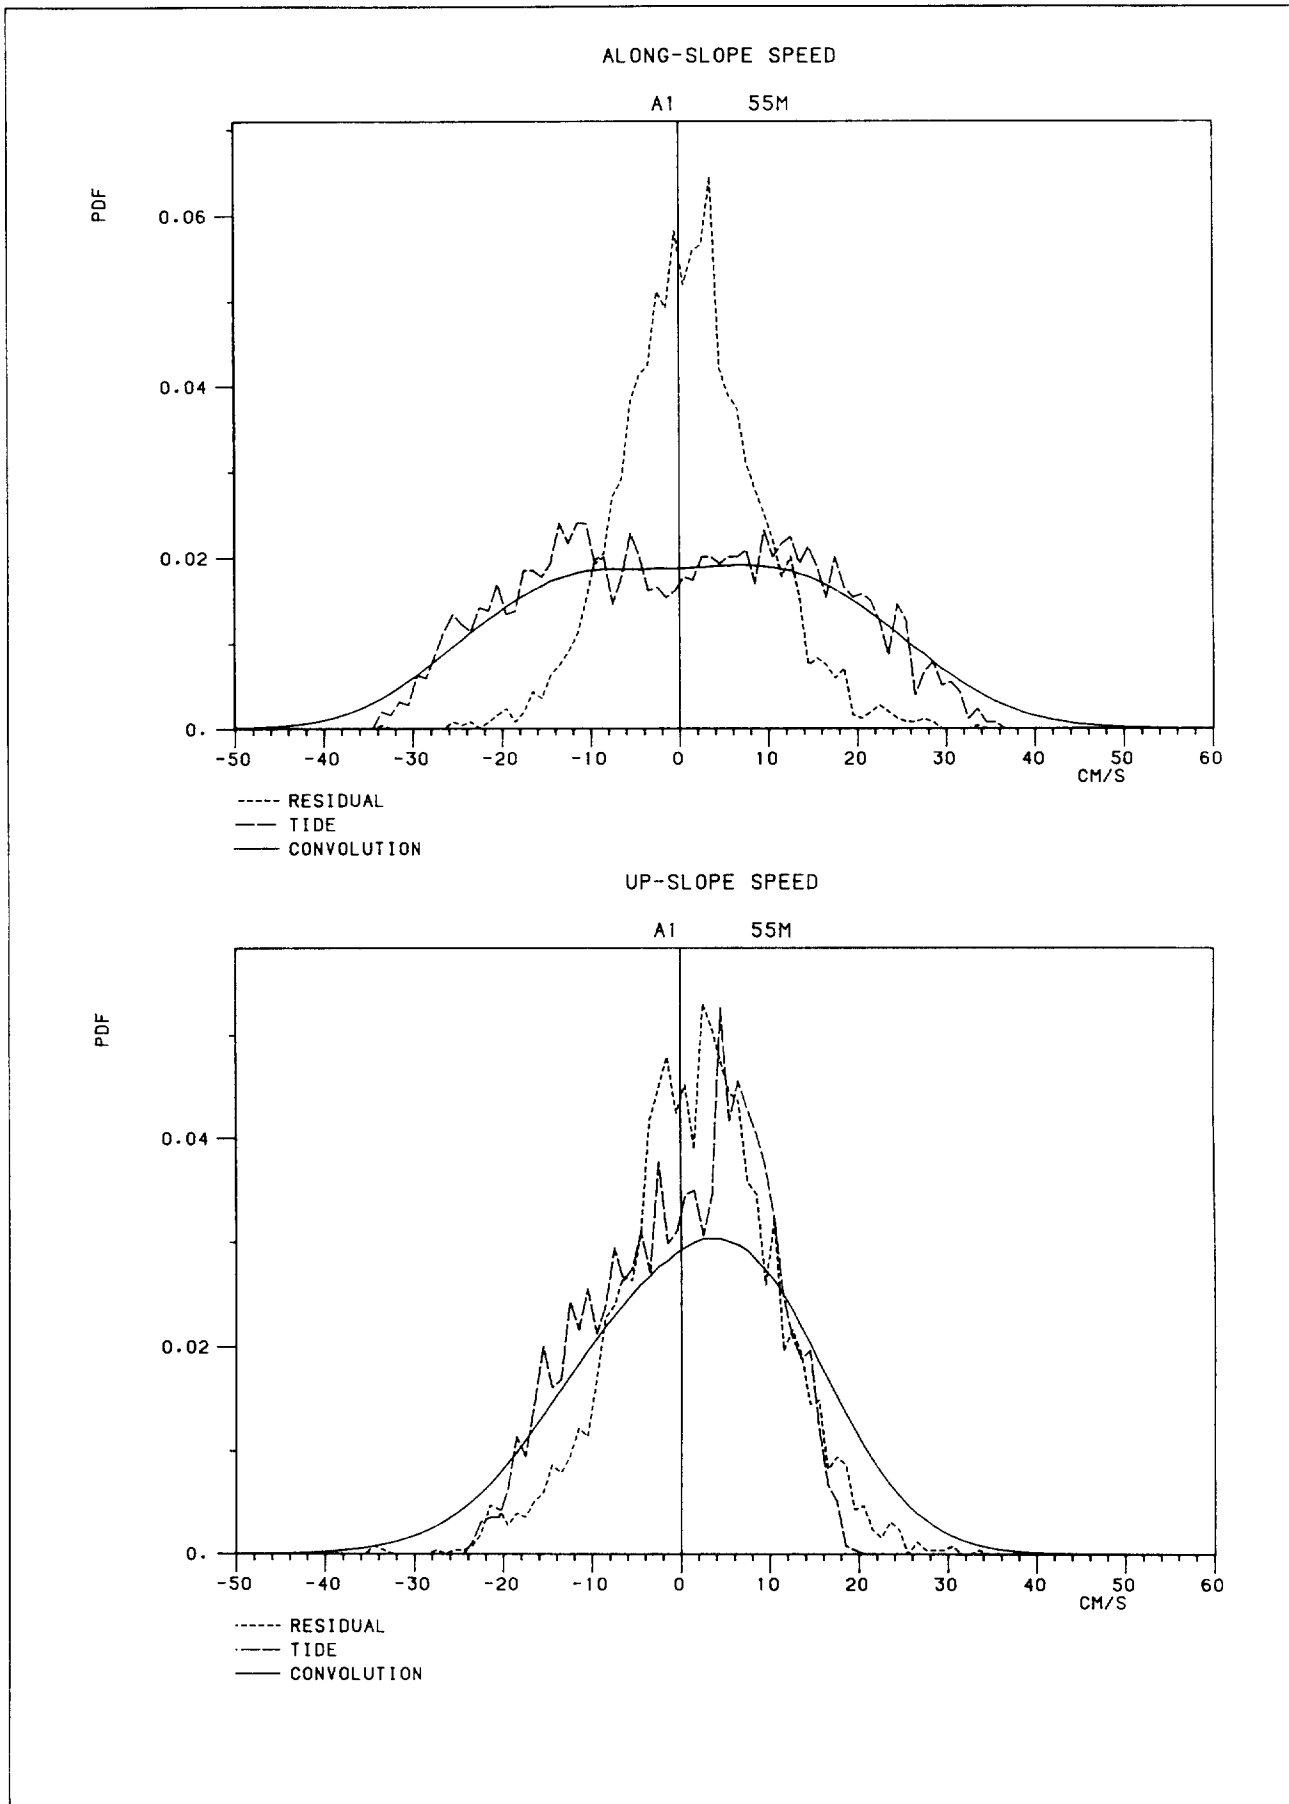 ALONG-SLOPE SPEED
A1 55M
PDF
0.06
0.04
0.02
0.
-50 -40 -30 -20 -10 0 10 20 30 40 50 60
CM/S
RESIDUAL
TIDE
CONVOLUTION
UP-SLOPE SPEED
A1 55M
PDF
0.04
0.02
0.
-50 -40 -30 -20 -10 0 10 20 30 40 50 60
CM/S
RESIDUAL
TIDE
CONVOLUTION